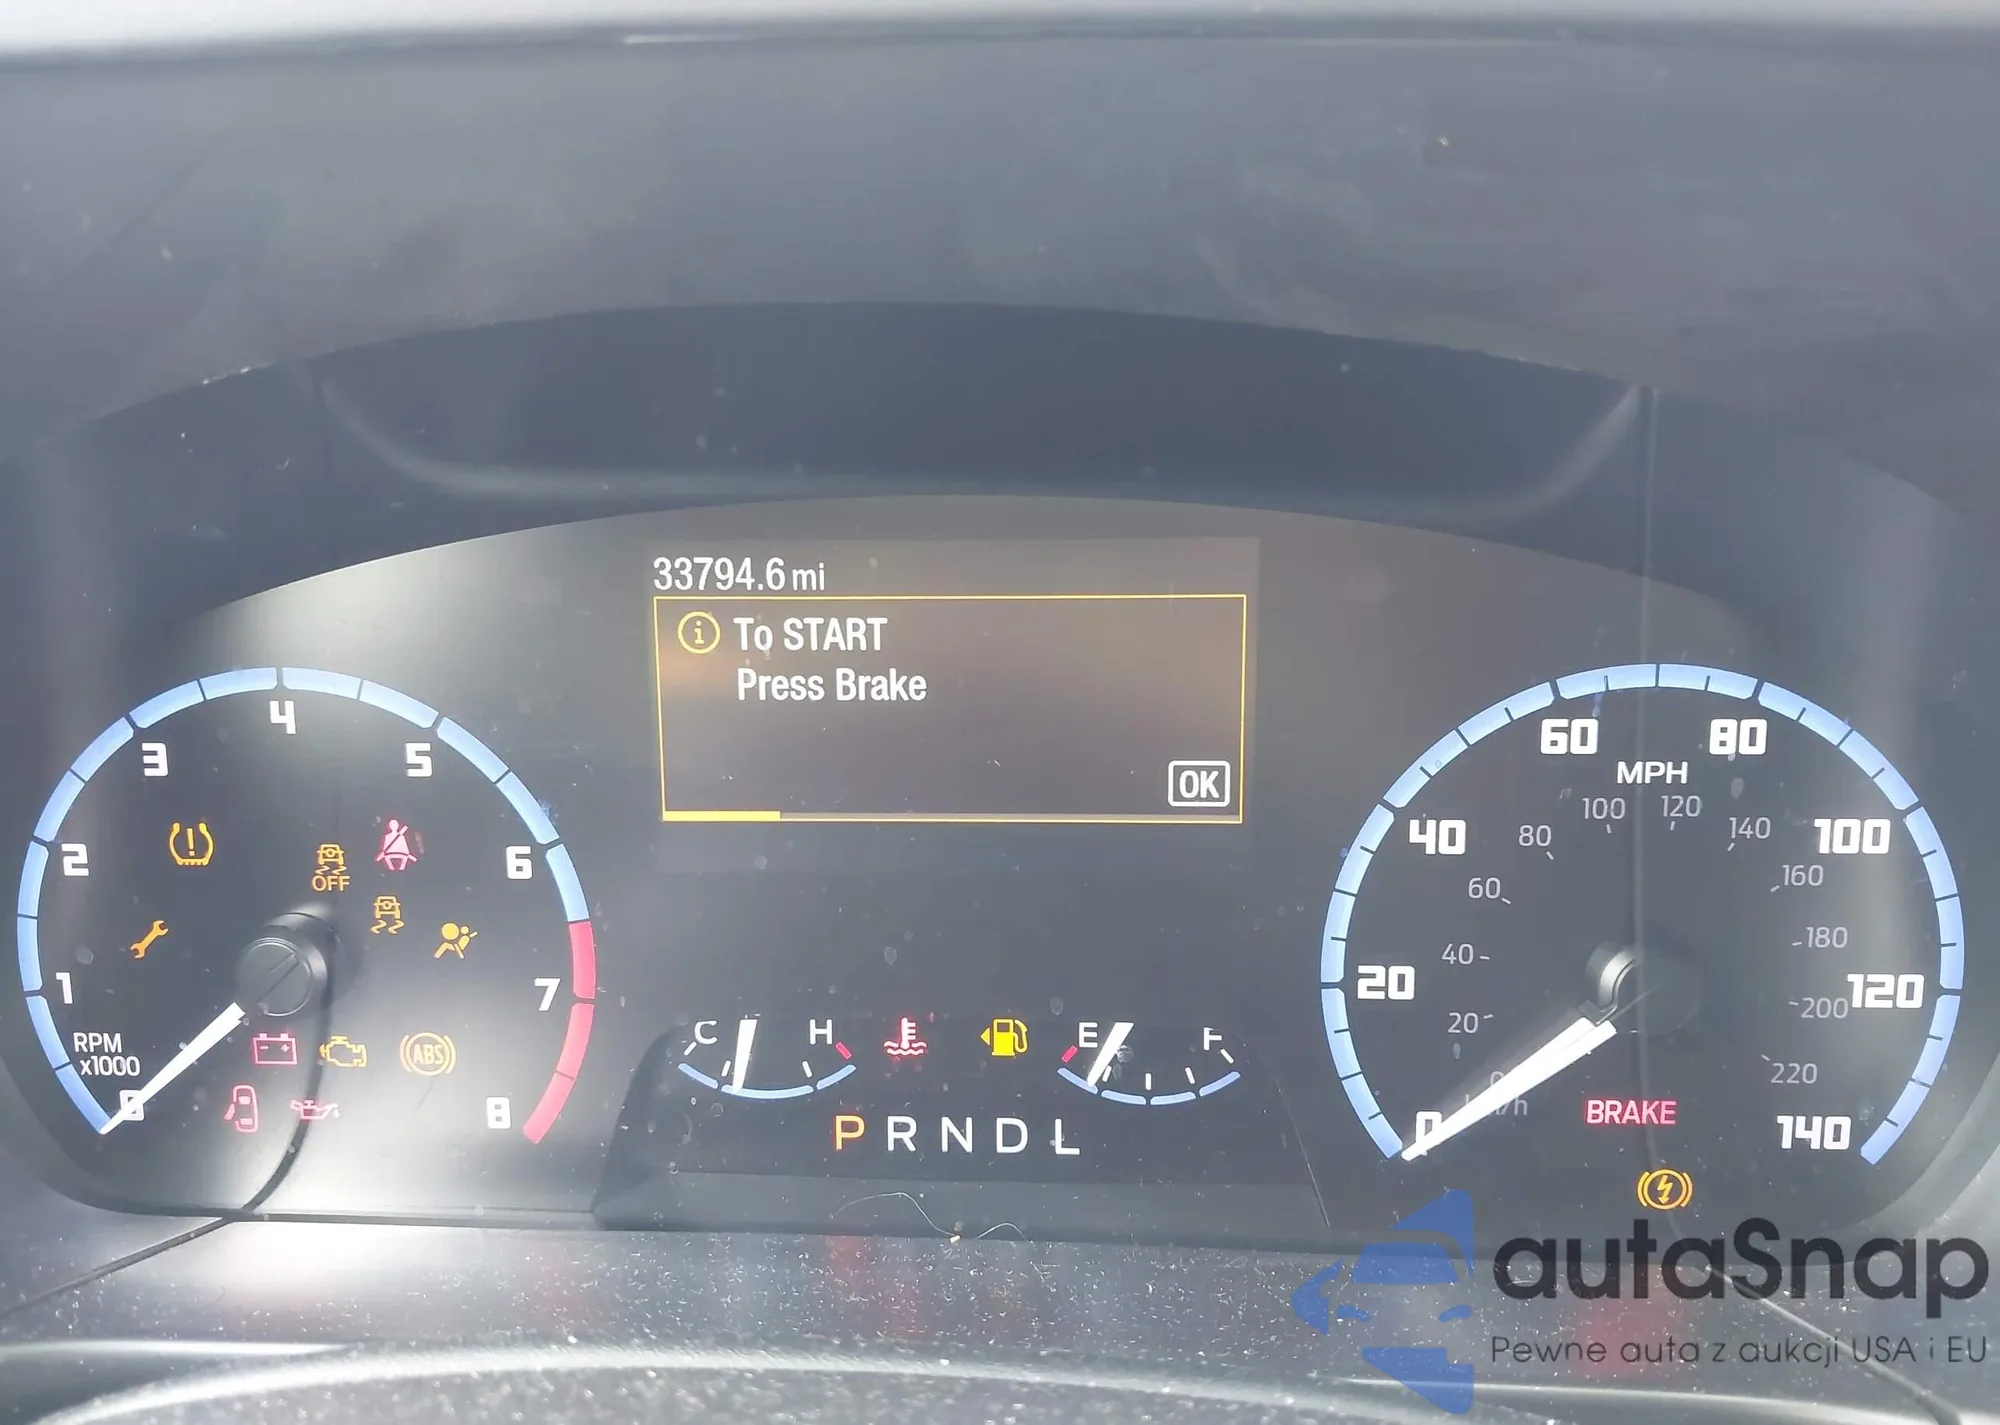 33794.6 mi
To START
Press Brake
OK
0
1
2
3
4
5
6
7
8
RPM
x1000
OFF
ABS
C
H
E
F
P R N D L
0
20
40
60
80
100
120
140
MPH
20
40
60
80
100
120
140
160
180
200
220
BRAKE
autaSnap
Pewne auta z aukcji USA i EU